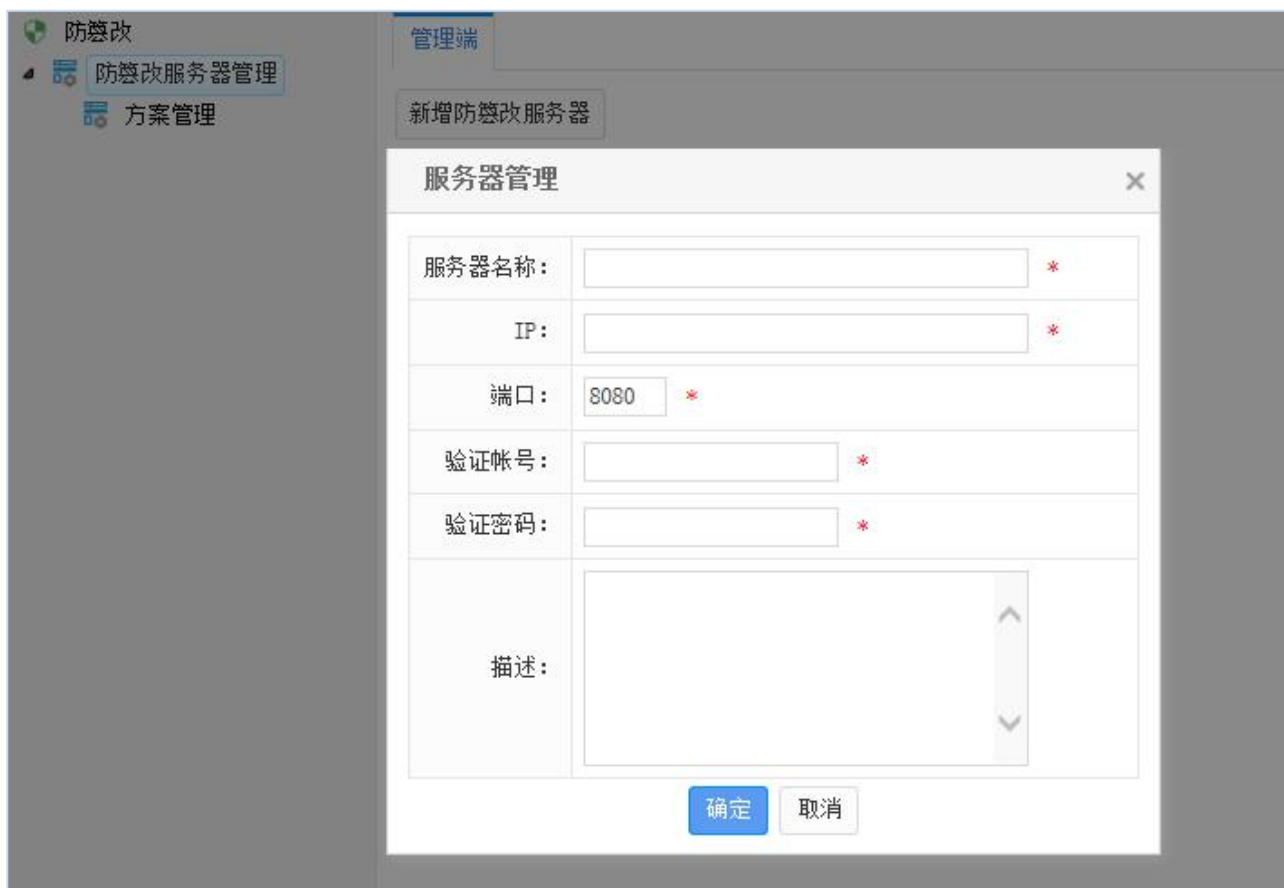 防篡改
防篡改服务器管理
方案管理
管理端
新增防篡改服务器
服务器管理
×
服务器名称：
*
IP：
*
端口：
8080
*
验证帐号：
*
验证密码：
*
描述：
确定
取消